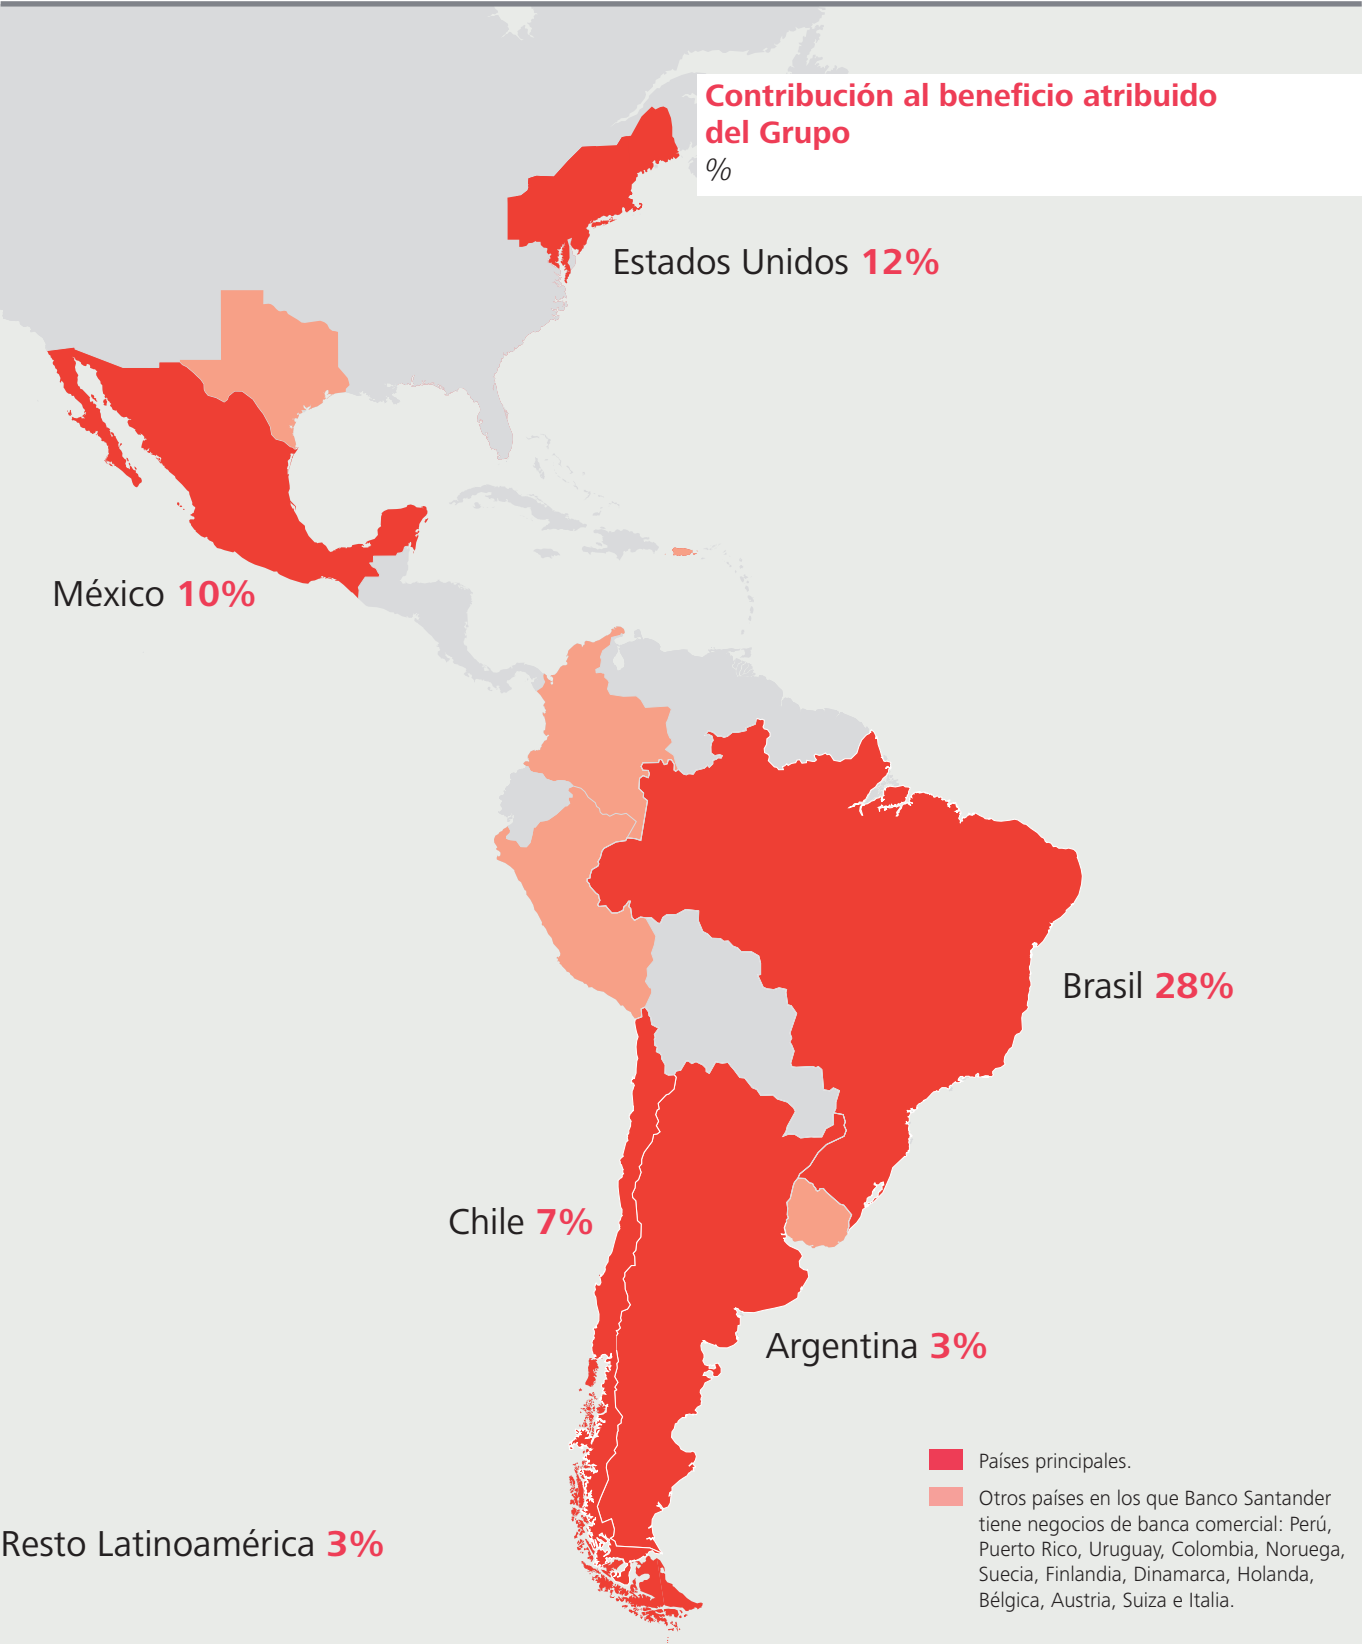 Contribución al beneficio atribuido
del Grupo
%
Estados Unidos 12%
México 10%
Brasil 28%
Chile 7%
Argentina 3%
Resto Latinoamérica 3%
Países principales.
Otros países en los que Banco Santander
tiene negocios de banca comercial: Perú,
Puerto Rico, Uruguay, Colombia, Noruega,
Suecia, Finlandia, Dinamarca, Holanda,
Bélgica, Austria, Suiza e Italia.